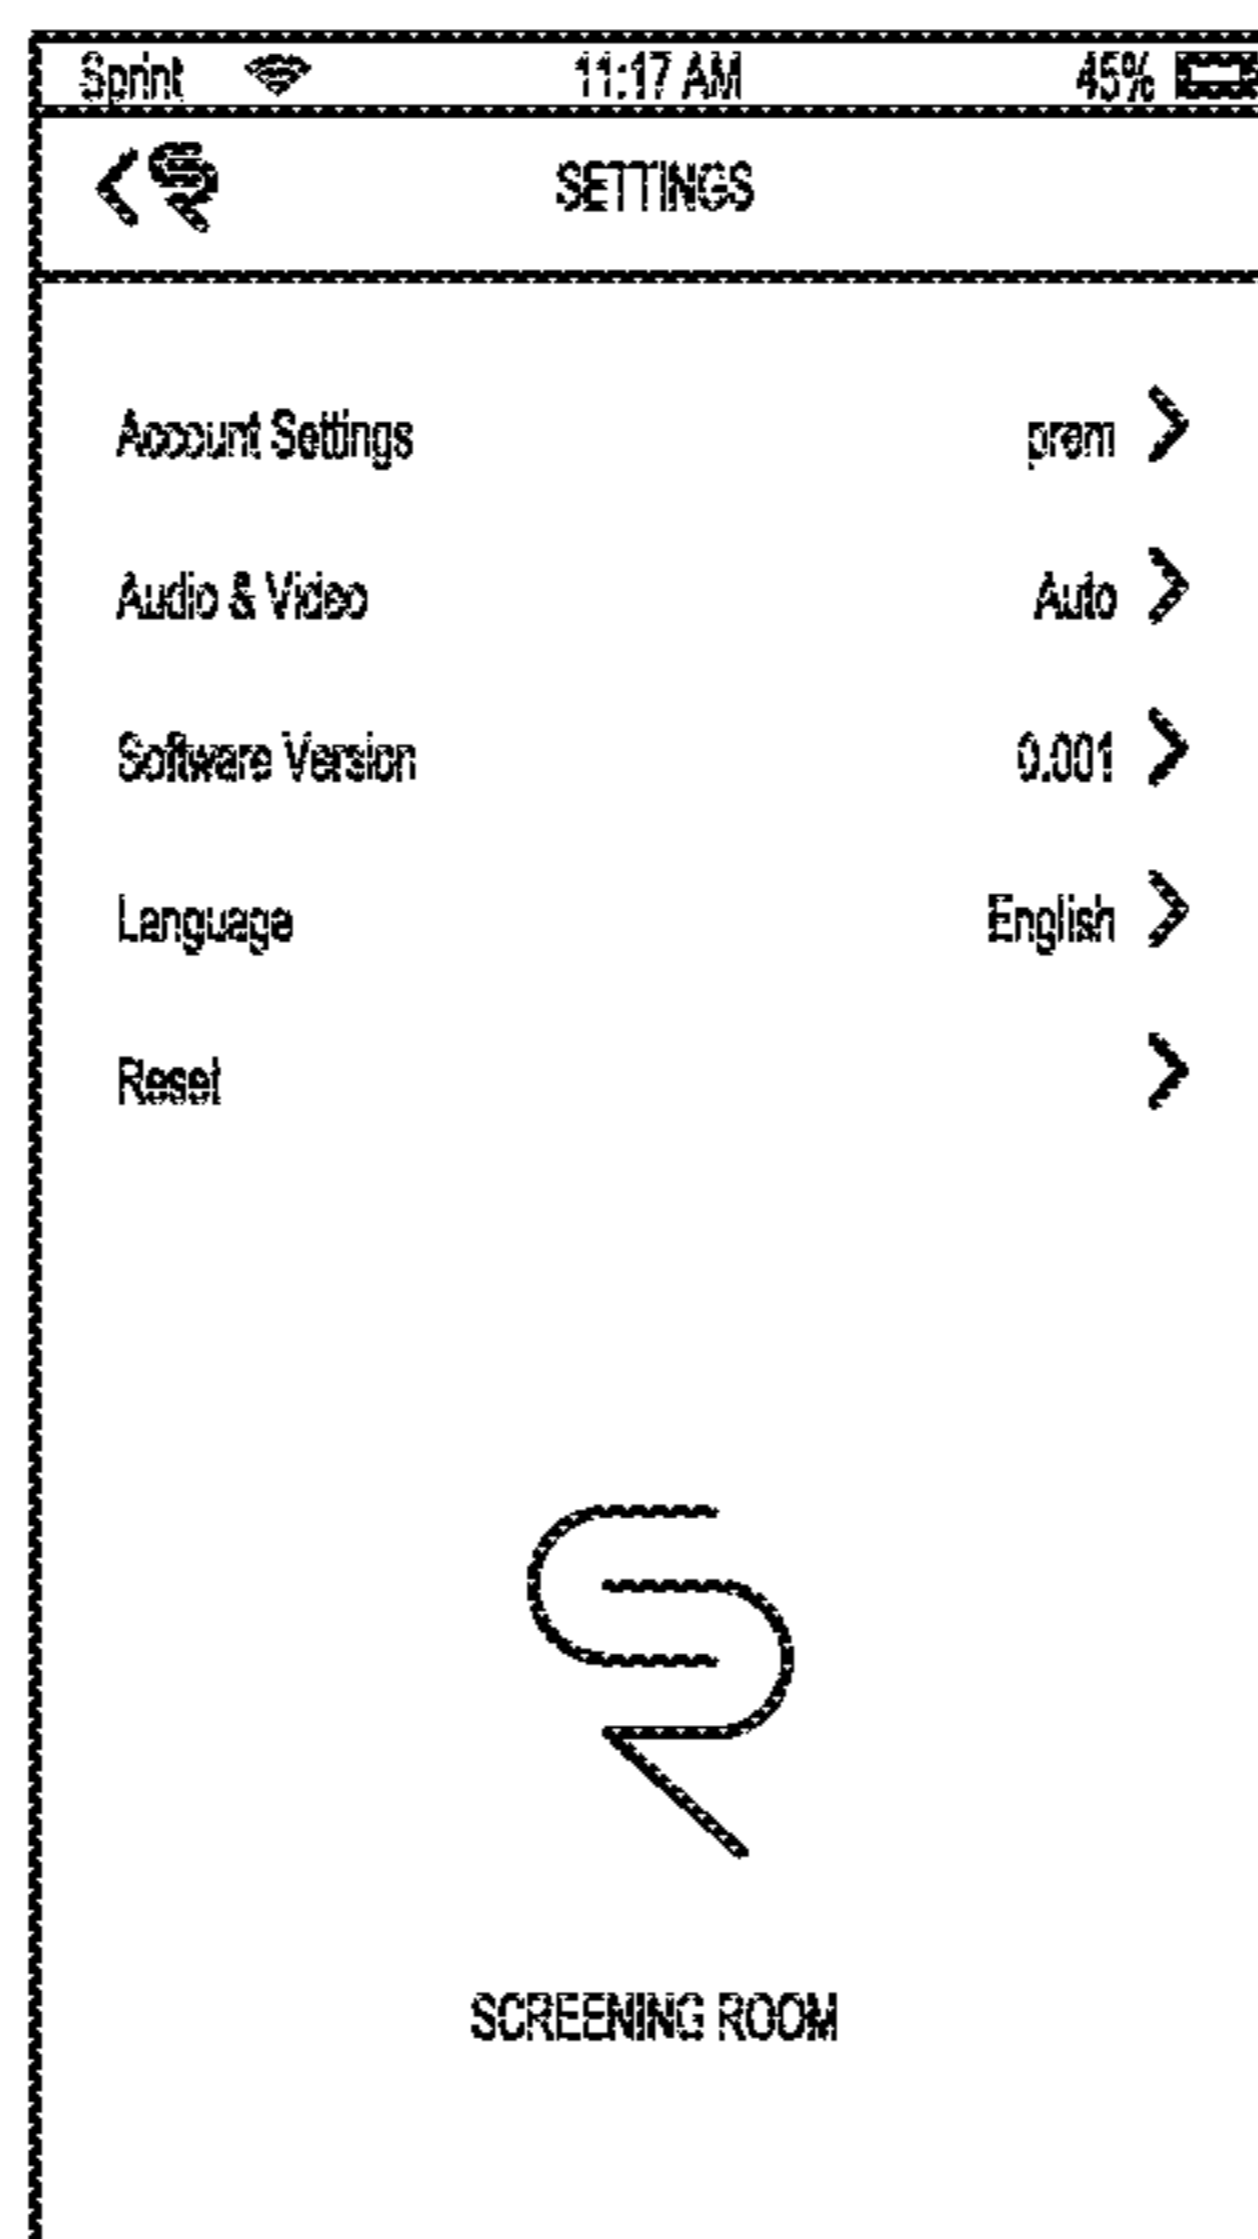 Sprint 11:17 AM 45%
SETTINGS
Account Settings prem
Audio & Video Auto
Software Version 0.001
Language English
Reset
SCREENING ROOM